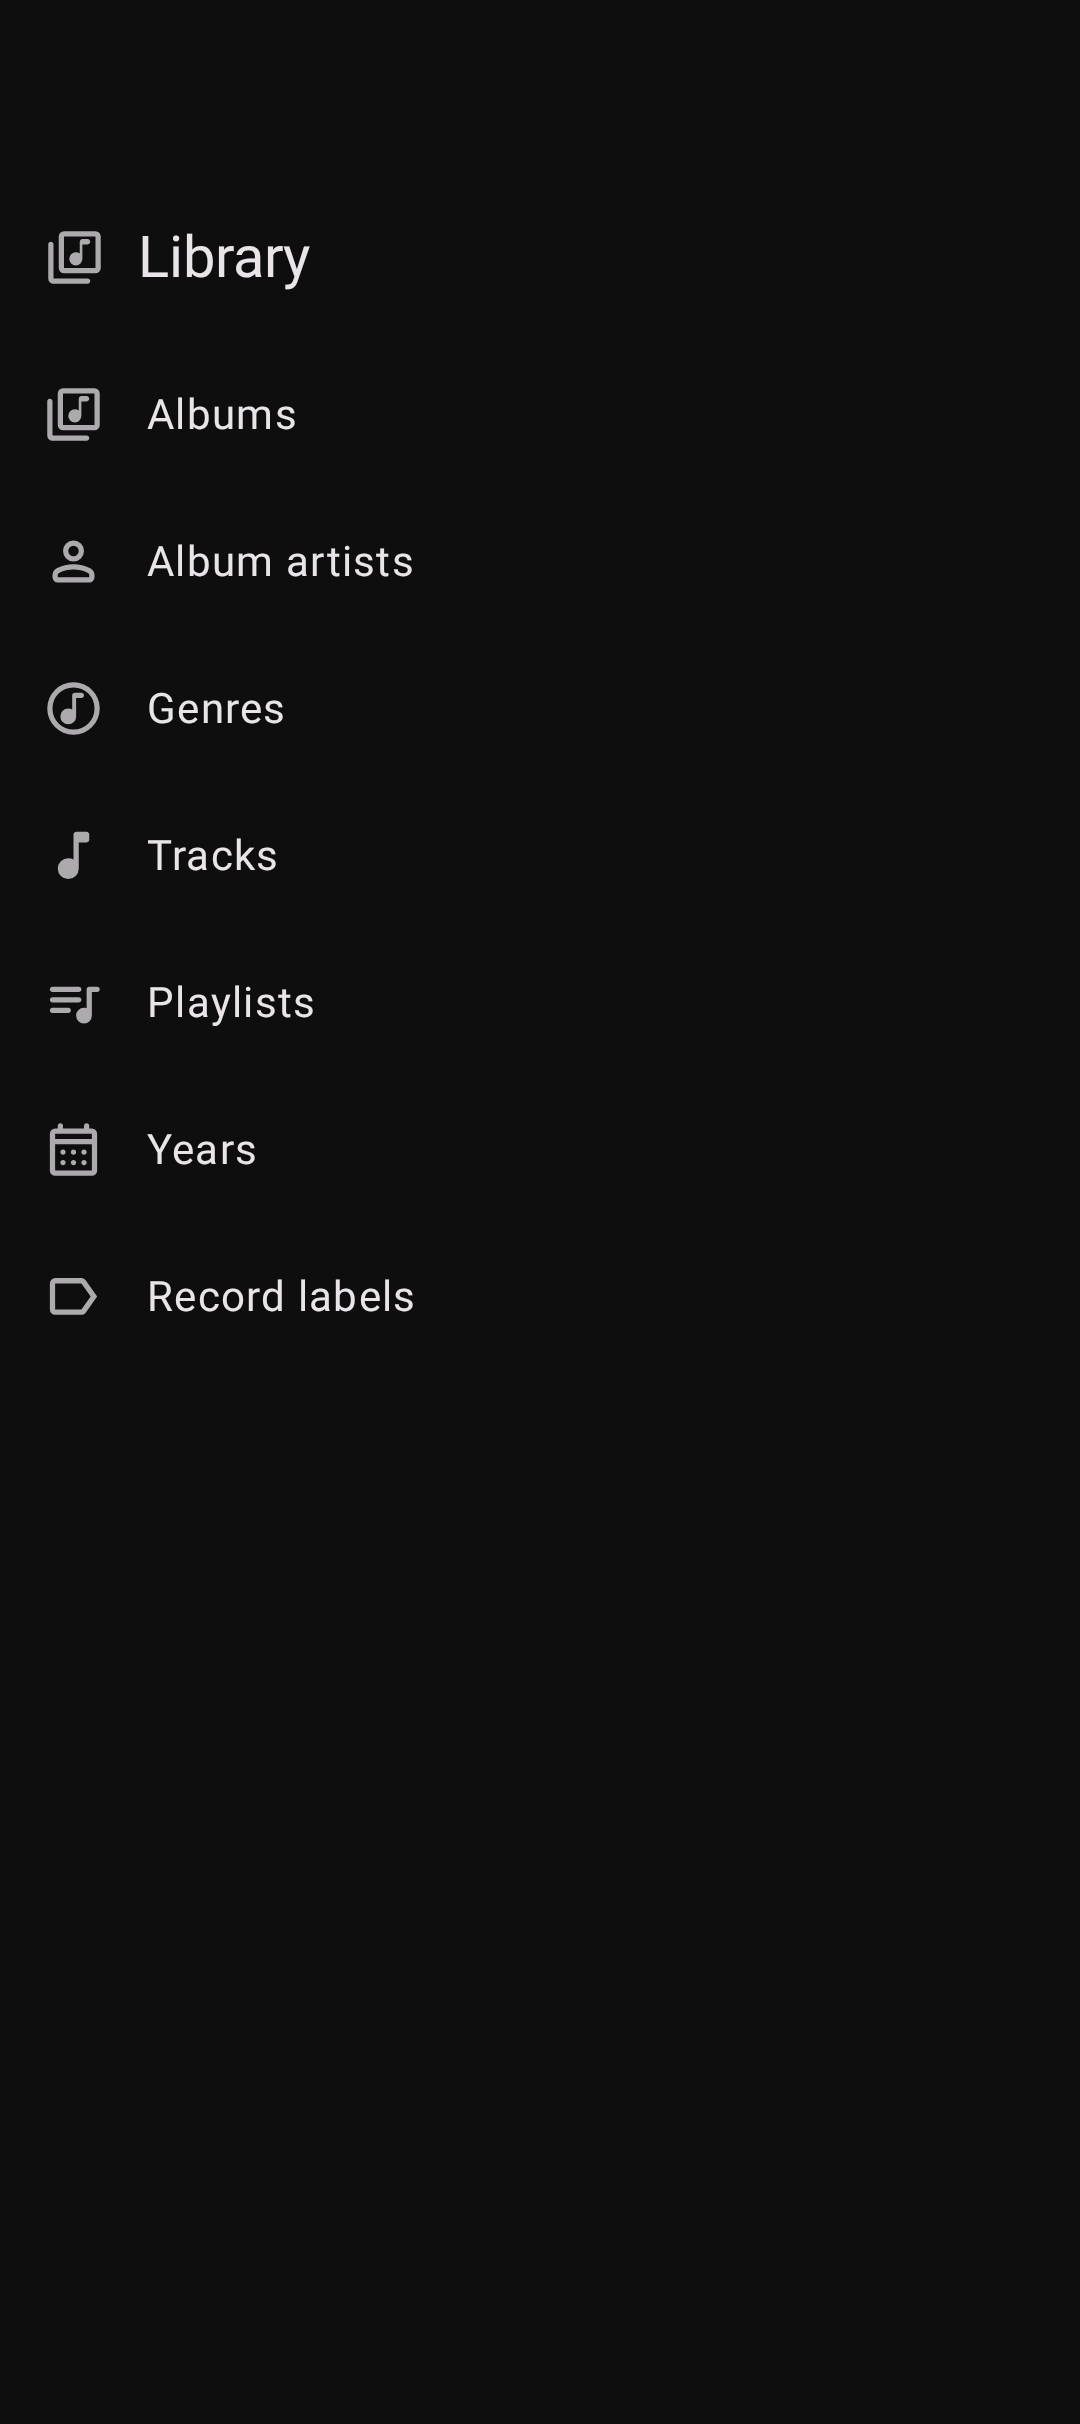 Library
Albums
Album artists
Genres
Tracks
Playlists
Years
Record labels